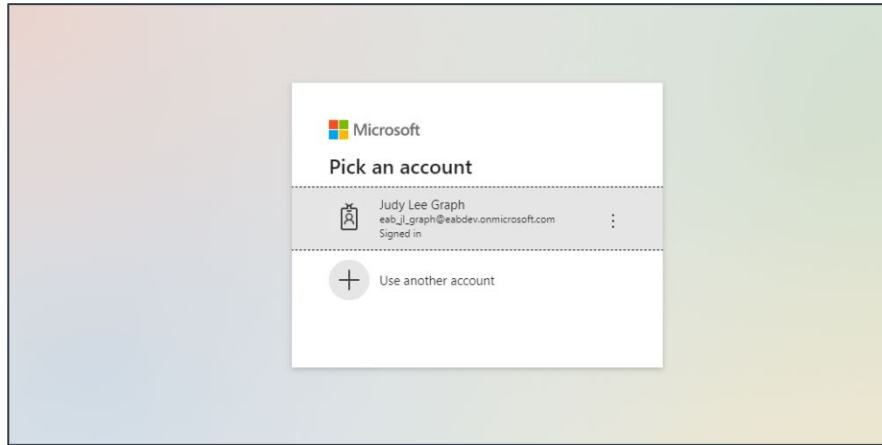 Microsoft
Pick an account
Judy Lee Graph
eab_jl_graph@eabdev.onmicrosoft.com
Signed in
Use another account